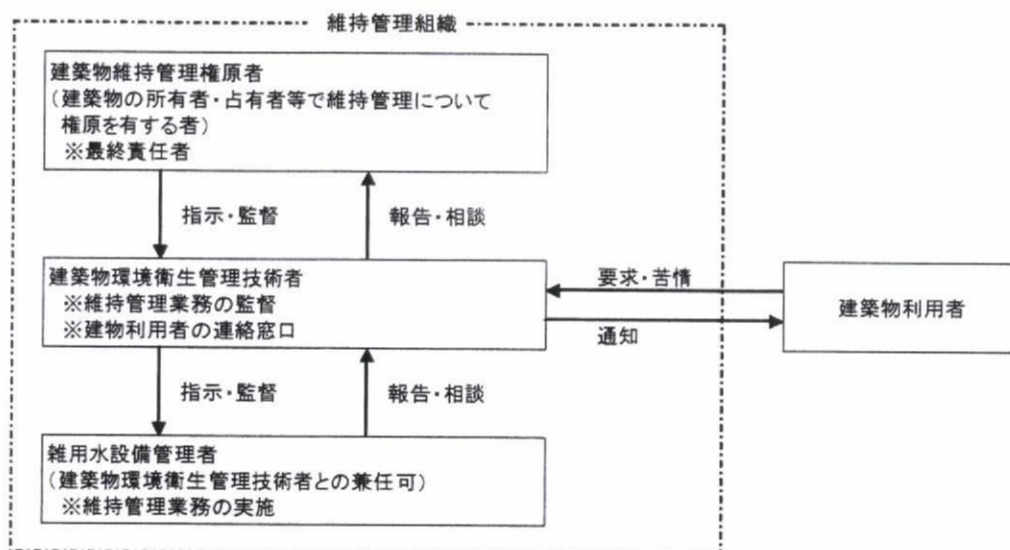 維持管理組織
建築物維持管理権原者
(建築物の所有者・占有者等で維持管理について
権原を有する者)
※最終責任者
指示・監督
報告・相談
建築物環境衛生管理技術者
※維持管理業務の監督
※建物利用者の連絡窓口
要求・苦情
通知
建築物利用者
指示・監督
報告・相談
雑用水設備管理者
(建築物環境衛生管理技術者との兼任可)
※維持管理業務の実施